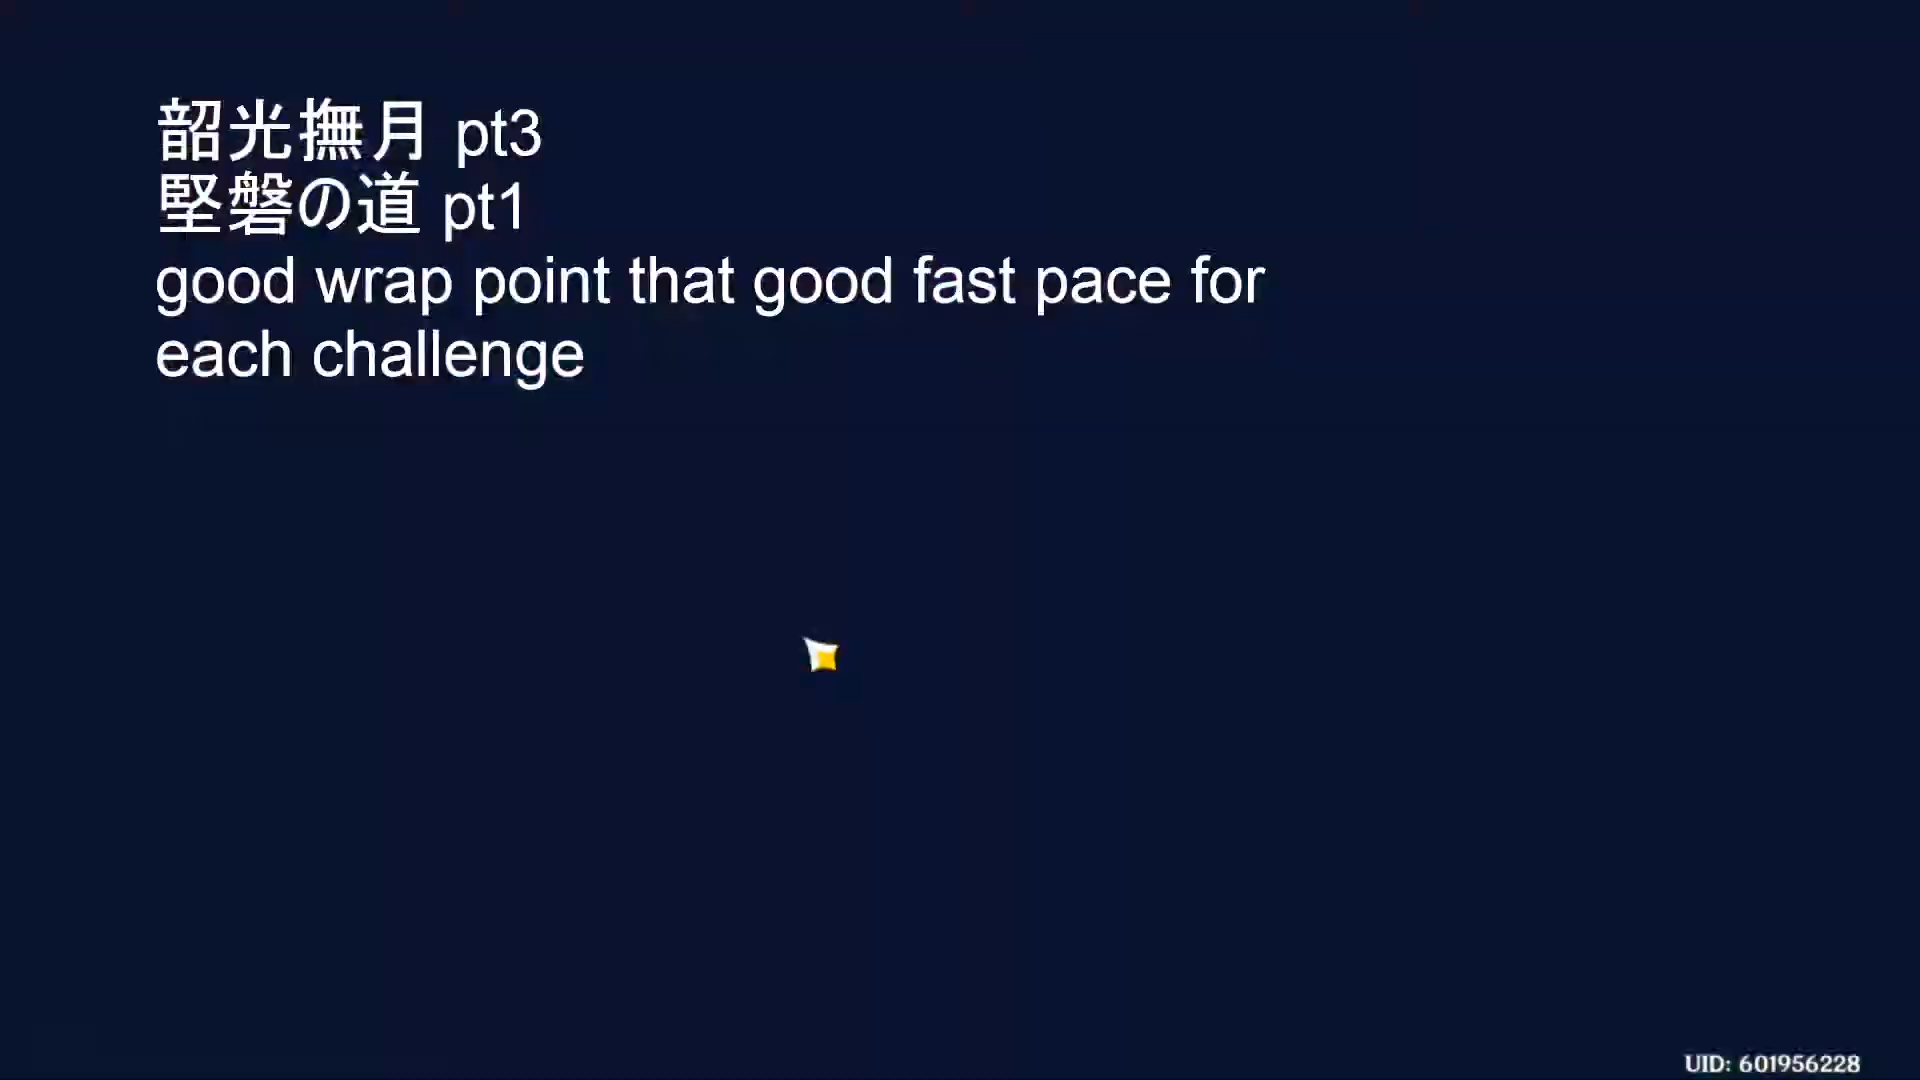 韶光撫月 pt3
堅磐の道 pt1
good wrap point that good fast pace for
each challenge
UID: 601956228